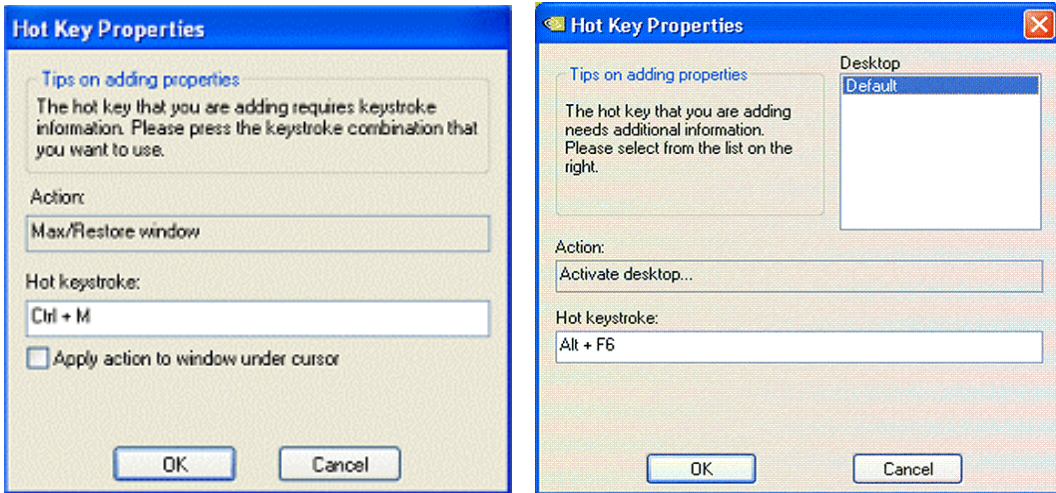 Hot Key Properties
Tips on adding properties
The hot key that you are adding requires keystroke
information. Please press the keystroke combination that
you want to use.
Action:
Max/Restore window
Hot keystroke:
Ctrl + M
Apply action to window under cursor
OK
Cancel
Hot Key Properties
Tips on adding properties
The hot key that you are adding
needs additional information.
Please select from the list on the
right.
Desktop
Default
Action:
Activate desktop...
Hot keystroke:
Alt + F6
OK
Cancel